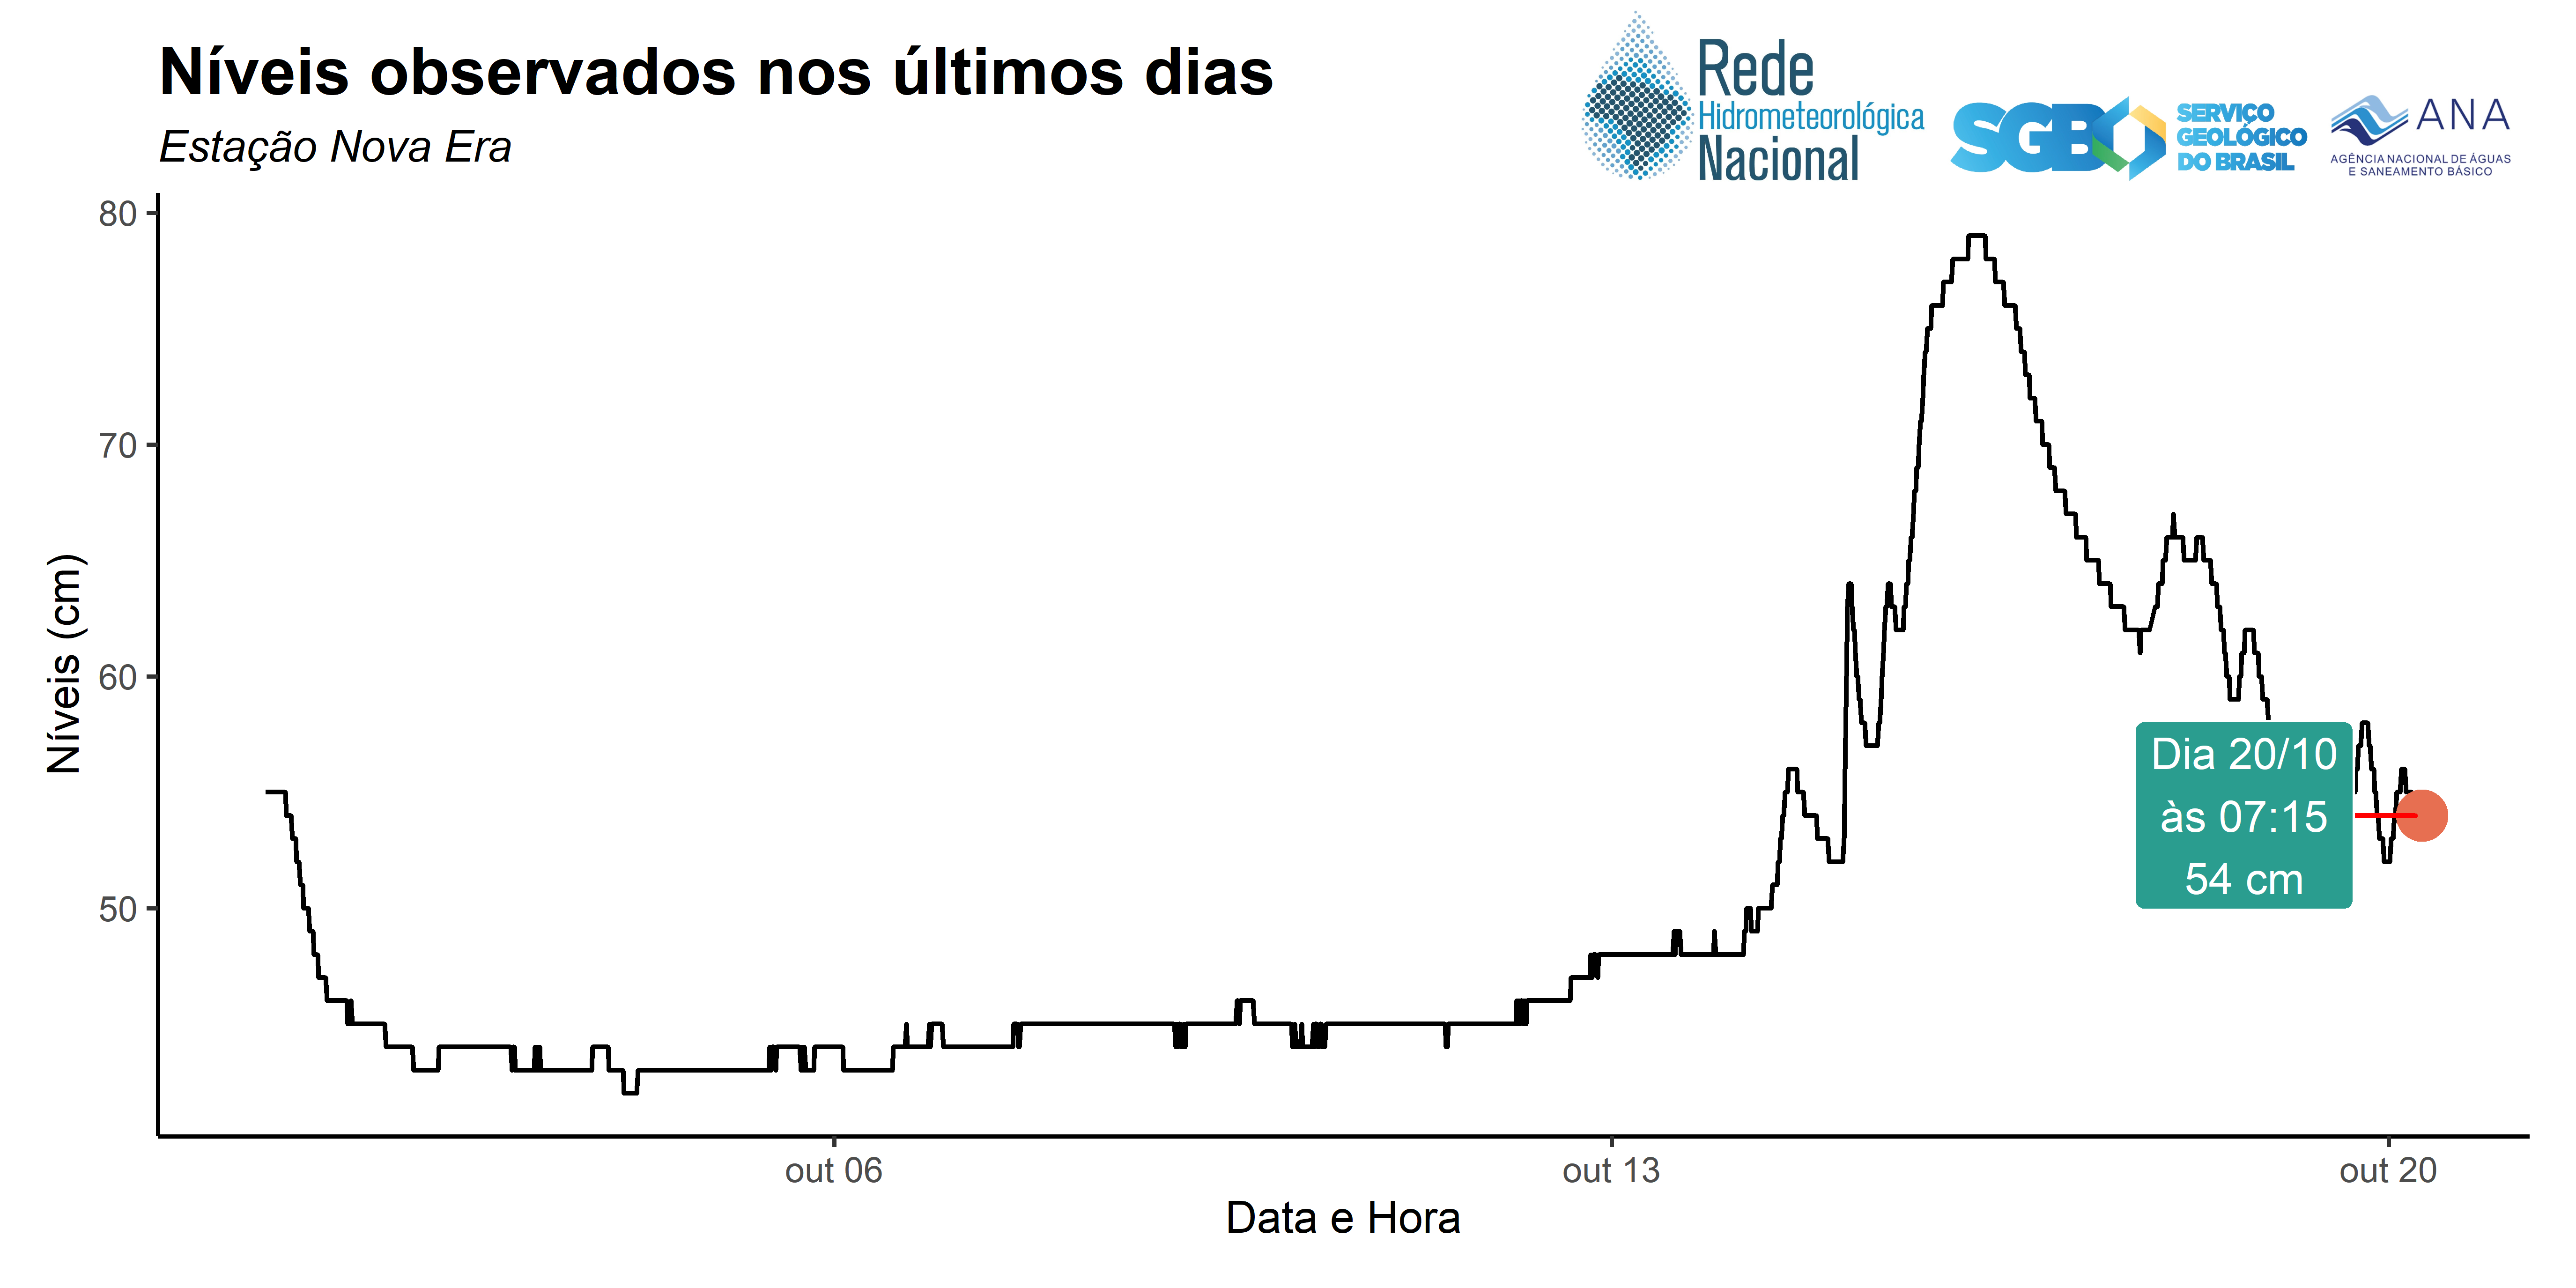 Níveis observados nos últimos dias
Estação Nova Era
Rede
Hidrometeorológica
Nacional
SGB
SERVIÇO
GEOLÓGICO
DO BRASIL
ANA
AGÊNCIA NACIONAL DE ÁGUAS
E SANEAMENTO BÁSICO
80
70
60
50
Níveis (cm)
Dia 20/10
às 07:15
54 cm
out 06
out 13
out 20
Data e Hora